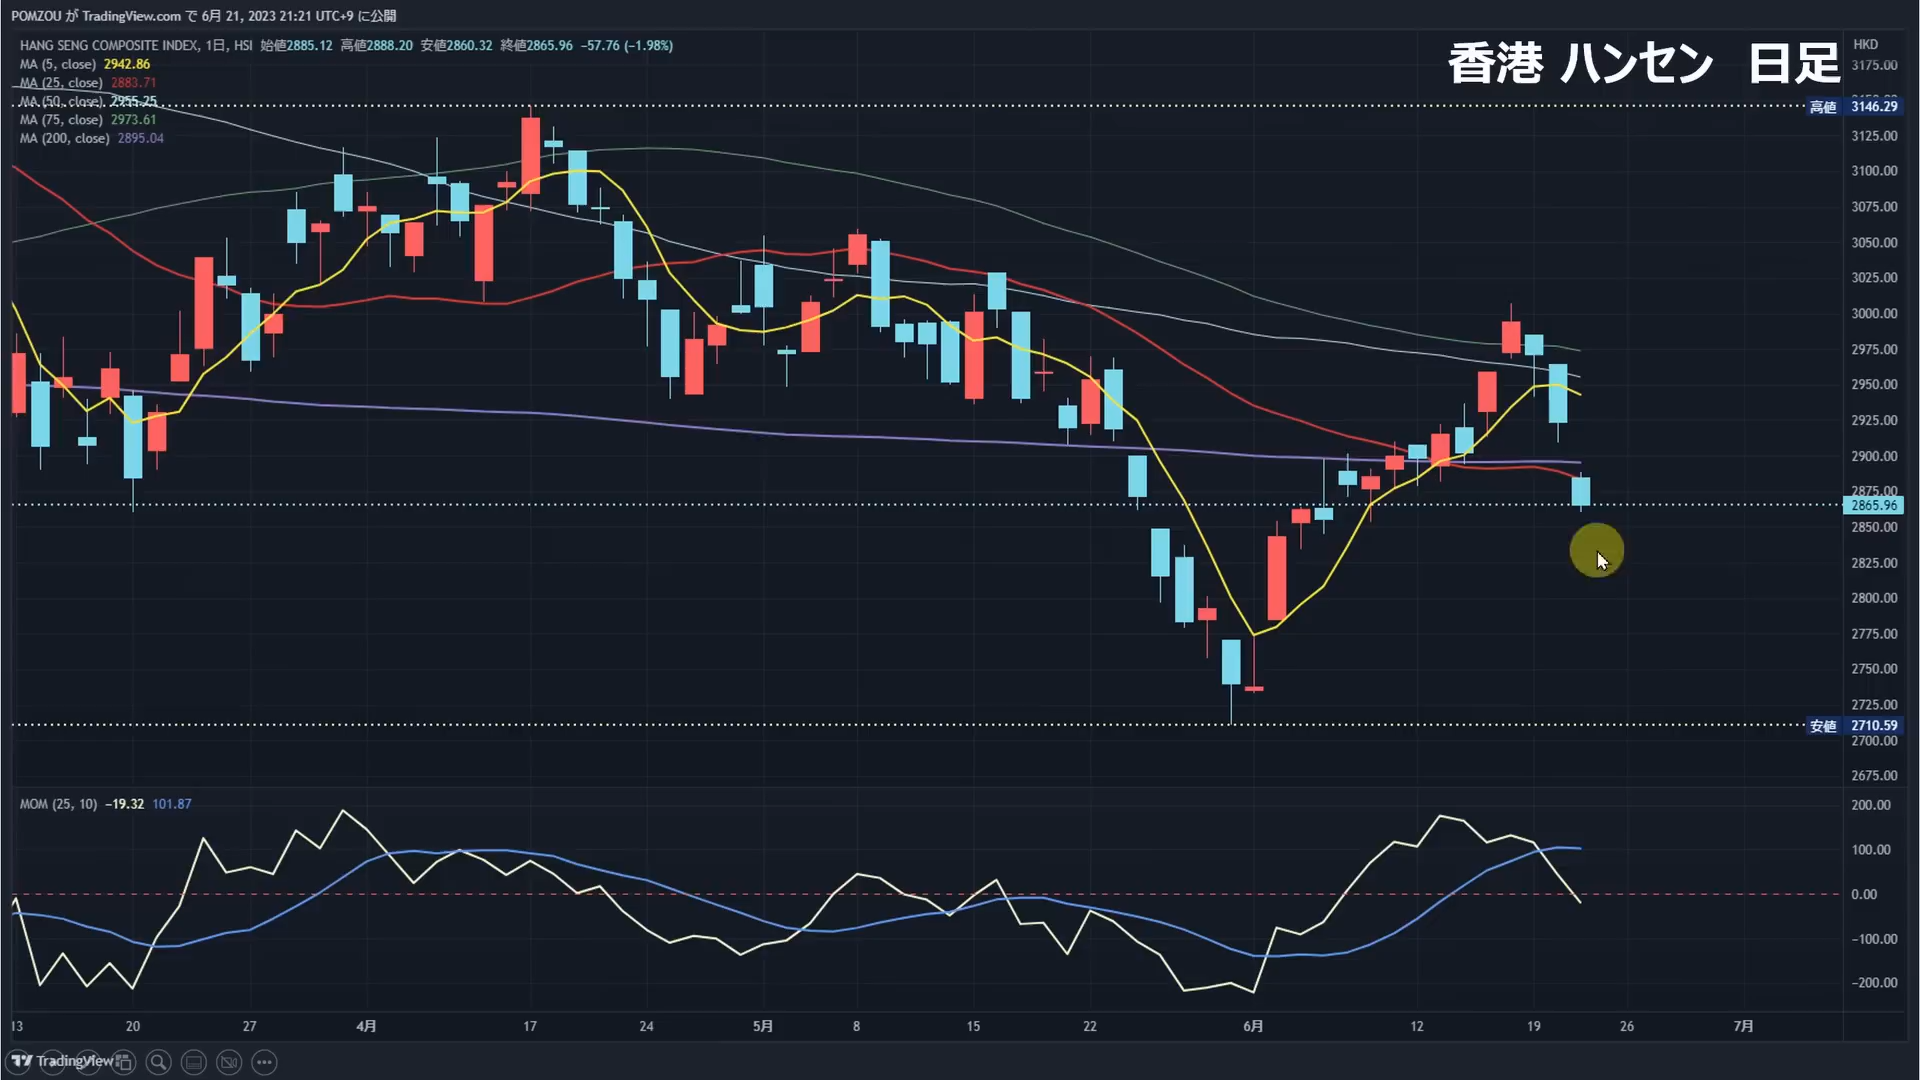 POMZOU が TradingView.com で 6月 21, 2023 21:21 UTC+9 に公開
HANG SENG COMPOSITE INDEX, 1日, HSI 始値2885.12 高値2888.20 安値2860.32 終値2865.96 −57.76 (−1.98%)
MA (5, close) 2942.86
MA (25, close) 2883.71
MA (50, close) 2955.25
MA (75, close) 2973.61
MA (200, close) 2895.04
香港 ハンセン 日足
HKD
3175.00
高値 3146.29
3125.00
3100.00
3075.00
3050.00
3025.00
3000.00
2975.00
2950.00
2925.00
2900.00
2875.00
2865.96
2850.00
2825.00
2800.00
2775.00
2750.00
2725.00
安値 2710.59
2700.00
2675.00
MOM (25, 10) −19.32 101.87
200.00
100.00
0.00
−100.00
−200.00
13 20 27 4月 17 24 5月 8 15 22 6月 12 19 26 7月
TradingView